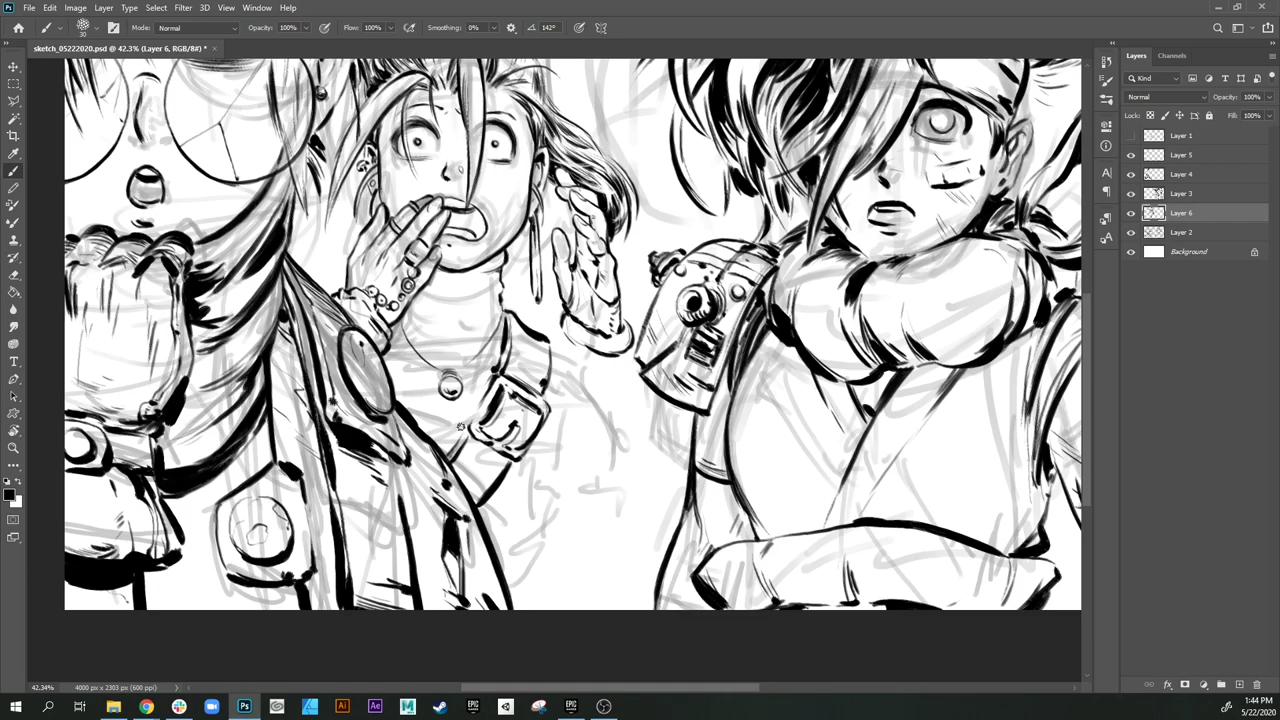 File Edit Image Layer Type Select Filter 3D View Window Help
30 Mode: Normal Opacity: 100% Flow: 100% Smoothing: 0% 142°
sketch_05222020.psd @ 42.3% (Layer 6, RGB/8#) *
Layers Channels
Kind
Normal Opacity: 100%
Lock: Fill: 100%
Layer 1
Layer 5
Layer 4
Layer 3
Layer 6
Layer 2
Background
42.34% 4000 px x 2303 px (600 ppi)
1:44 PM
5/22/2020